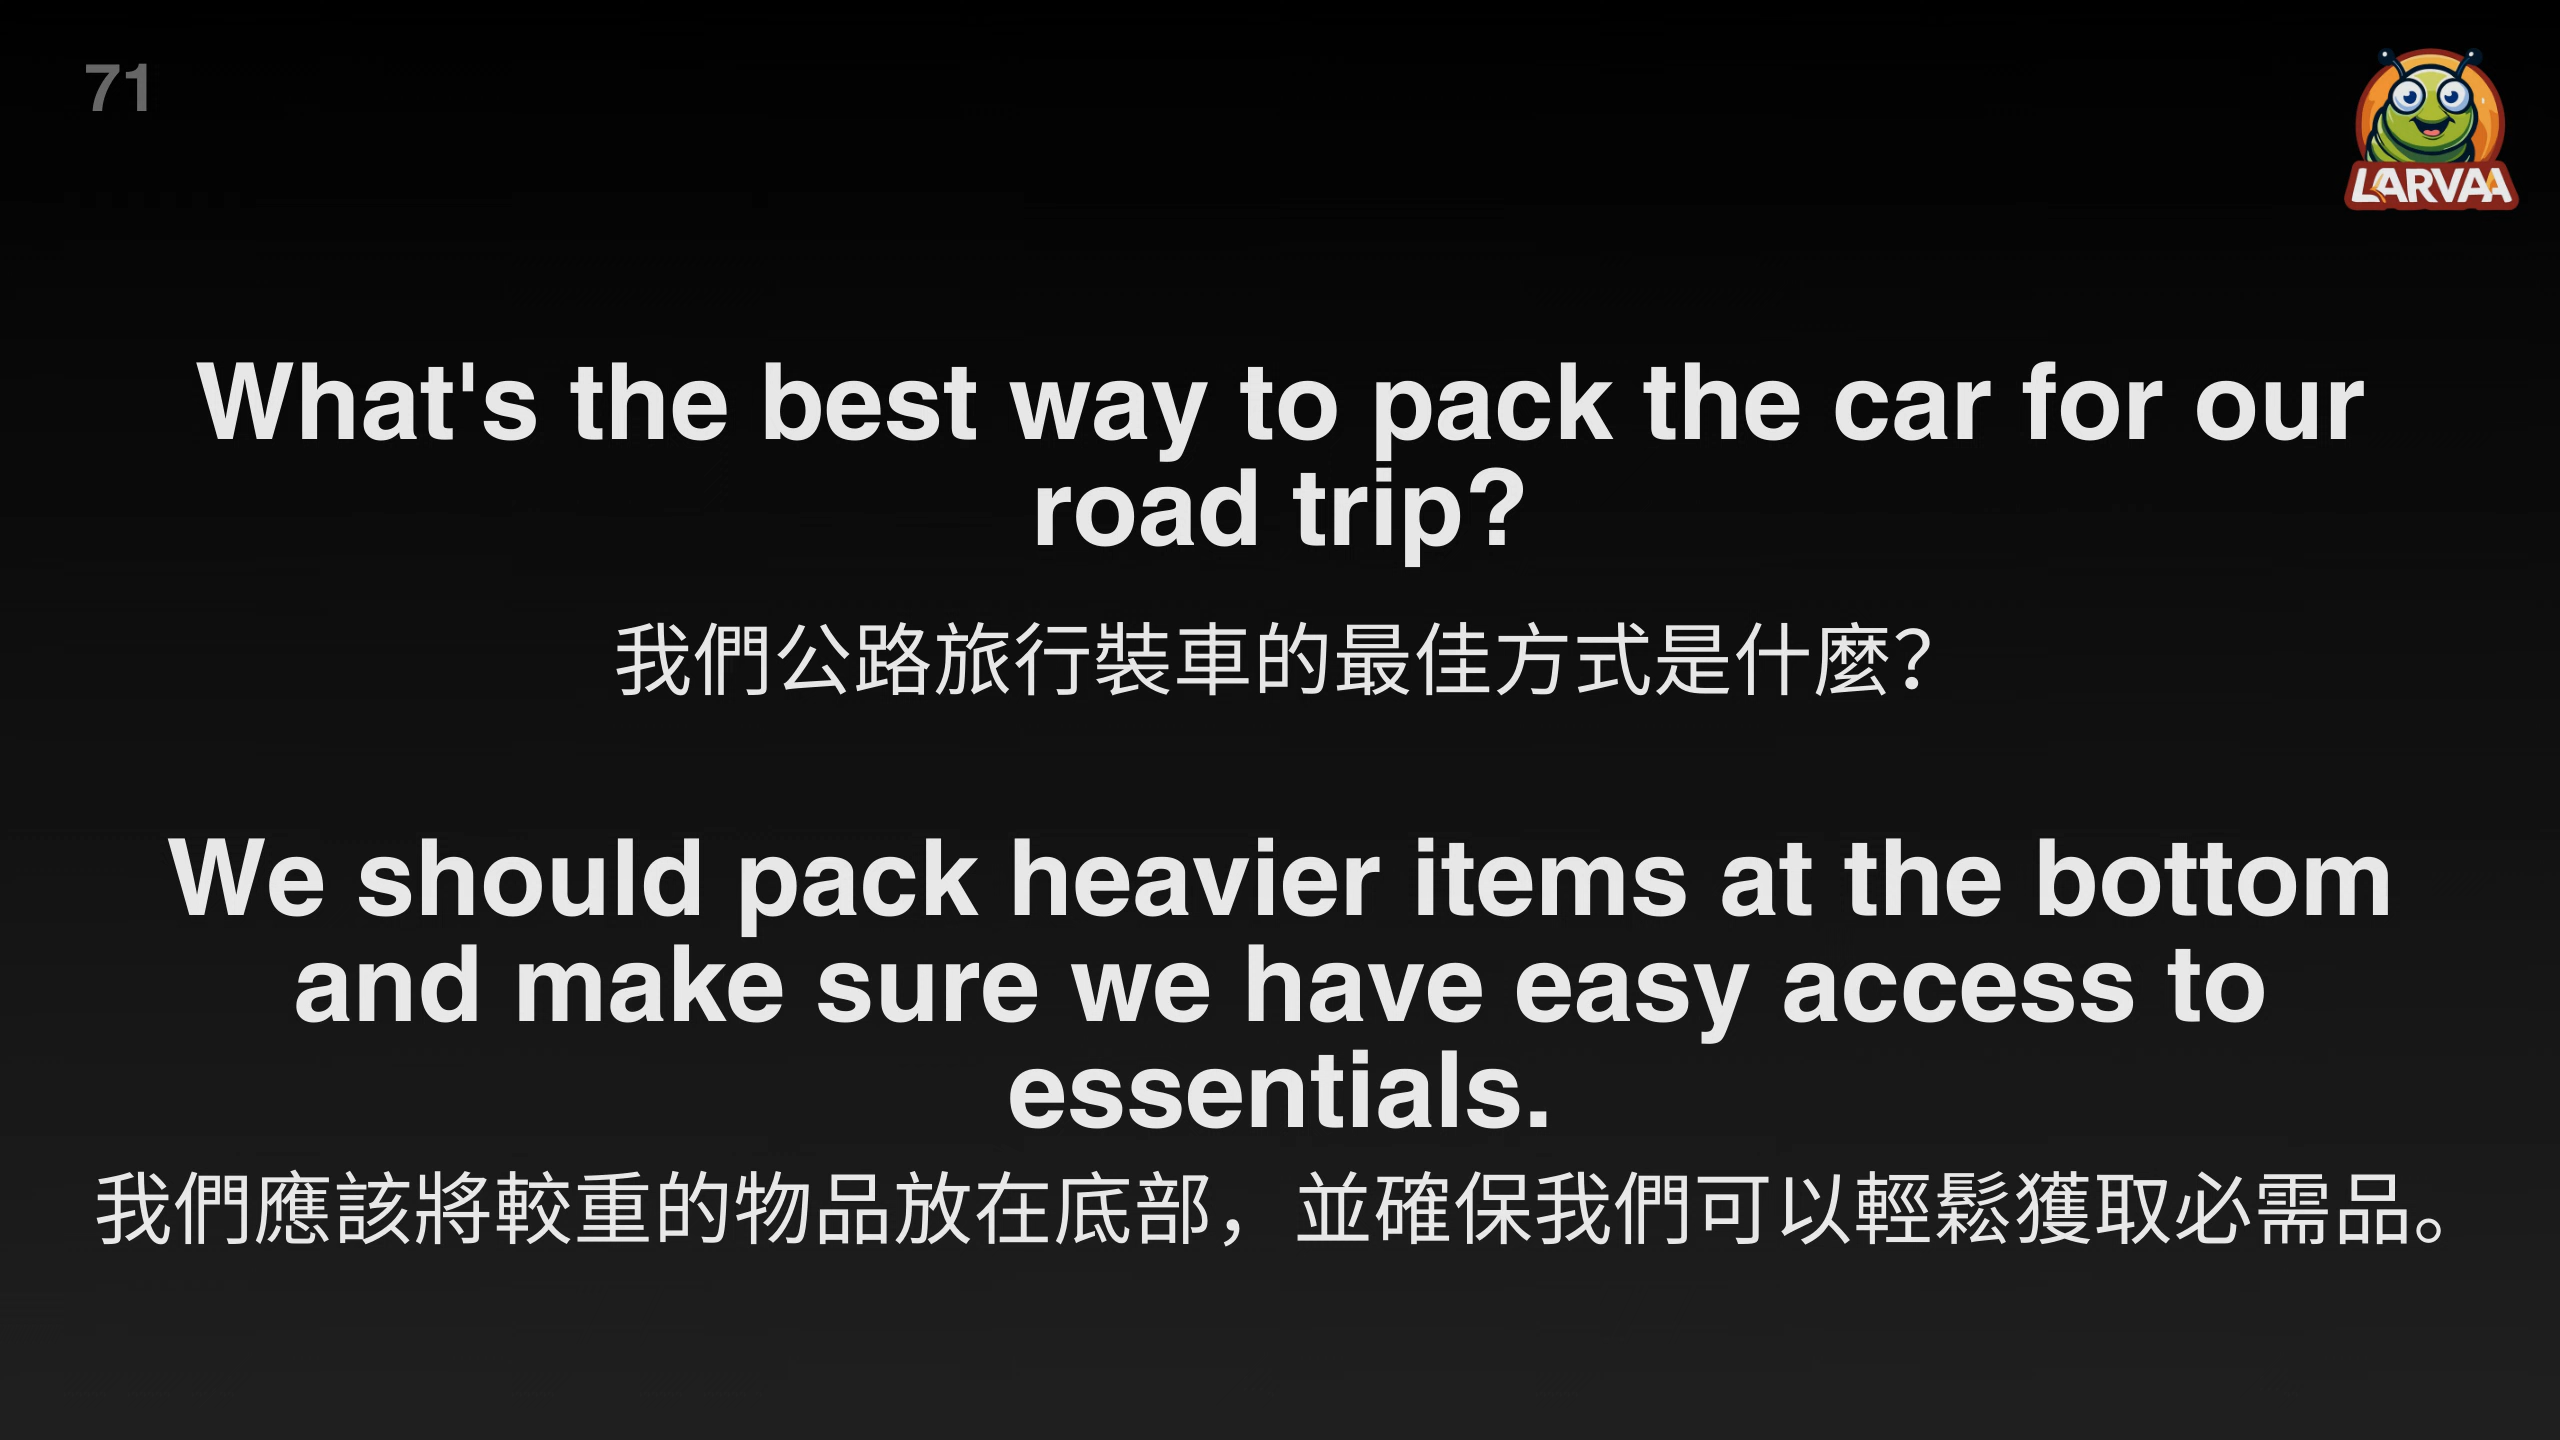 71
LARVAA
What's the best way to pack the car for our
road trip?
我們公路旅行裝車的最佳方式是什麼?
We should pack heavier items at the bottom
and make sure we have easy access to
essentials.
我們應該將較重的物品放在底部，並確保我們可以輕鬆獲取必需品。